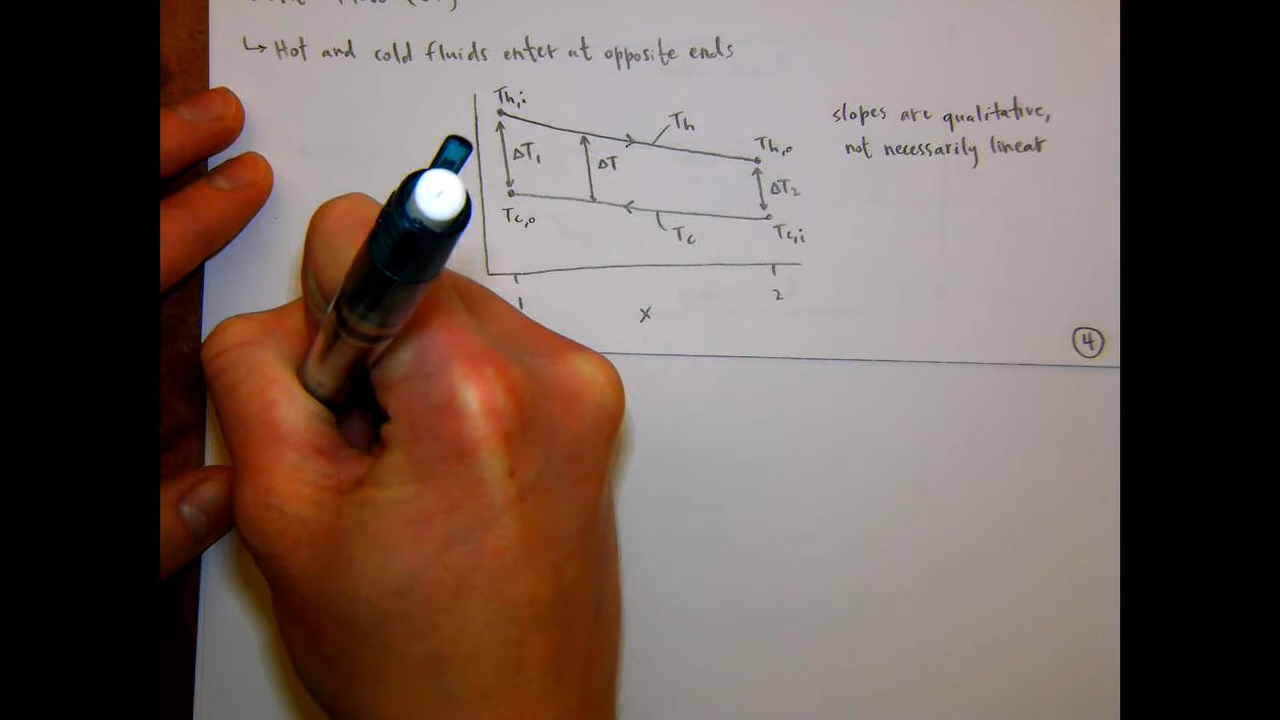 ↳ Hot and cold fluids enter at opposite ends
Th,i
Th
slopes are qualitative,
not necessarily linear
Th,o
ΔT₁
ΔT
ΔT₂
Tc,o
Tc
Tc,i
1
2
x
4